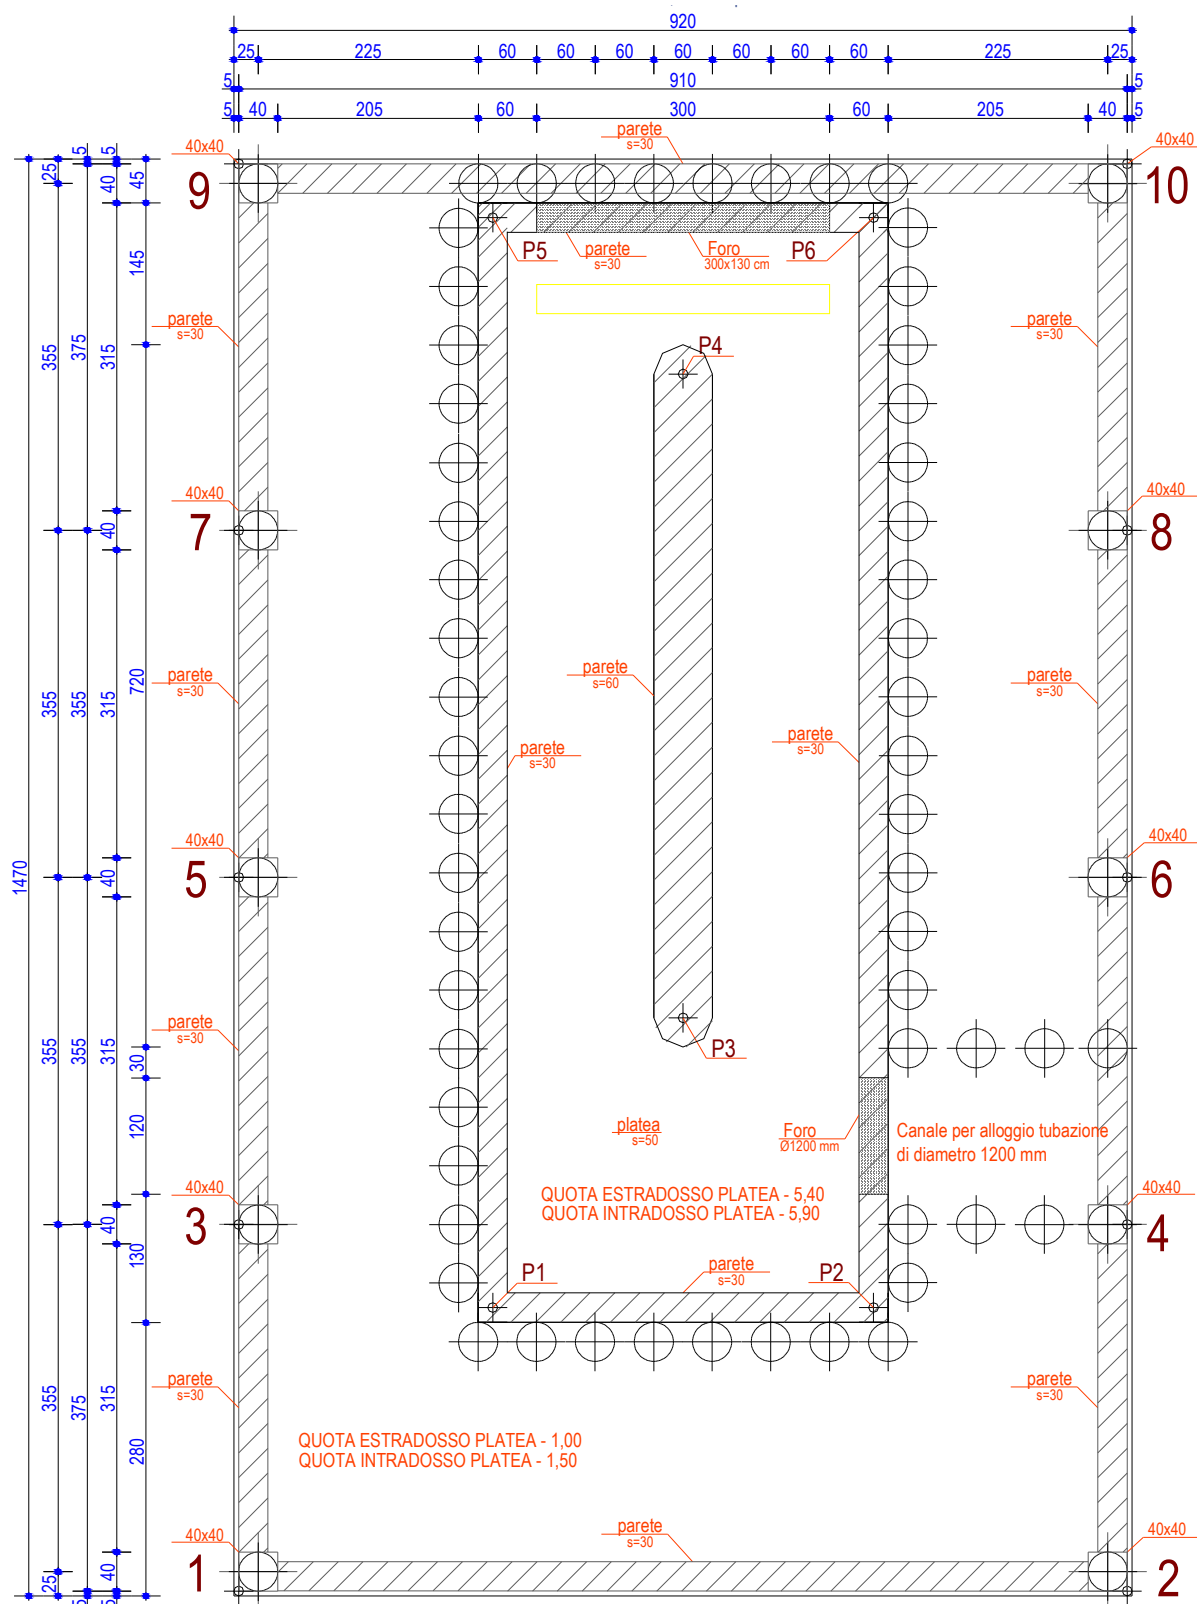 920
25 225 60 60 60 60 60 60 60 225 25
5 910 5
5 40 205 60 300 60 205 40 5
parete
s=30
40x40
40x40
5 5
25 40 45
9
10
P5
parete
s=30
Foro
300x130 cm
P6
145
parete
s=30
parete
s=30
P4
355 375 315
40x40
40x40
7
40
8
parete
s=60
parete
s=30
parete
s=30
355 355 315 720
parete
s=30
parete
s=30
40x40
40x40
1470
5
40
6
parete
s=30
P3
355 355 315 30
120
platea
s=50
Foro
Ø1200 mm
Canale per alloggio tubazione
di diametro 1200 mm
QUOTA ESTRADOSSO PLATEA - 5,40
QUOTA INTRADOSSO PLATEA - 5,90
40x40
40x40
3
40
4
130
P1
parete
s=30
P2
parete
s=30
parete
s=30
355 375 315
280
QUOTA ESTRADOSSO PLATEA - 1,00
QUOTA INTRADOSSO PLATEA - 1,50
parete
s=30
40x40
40x40
1
25 40
2